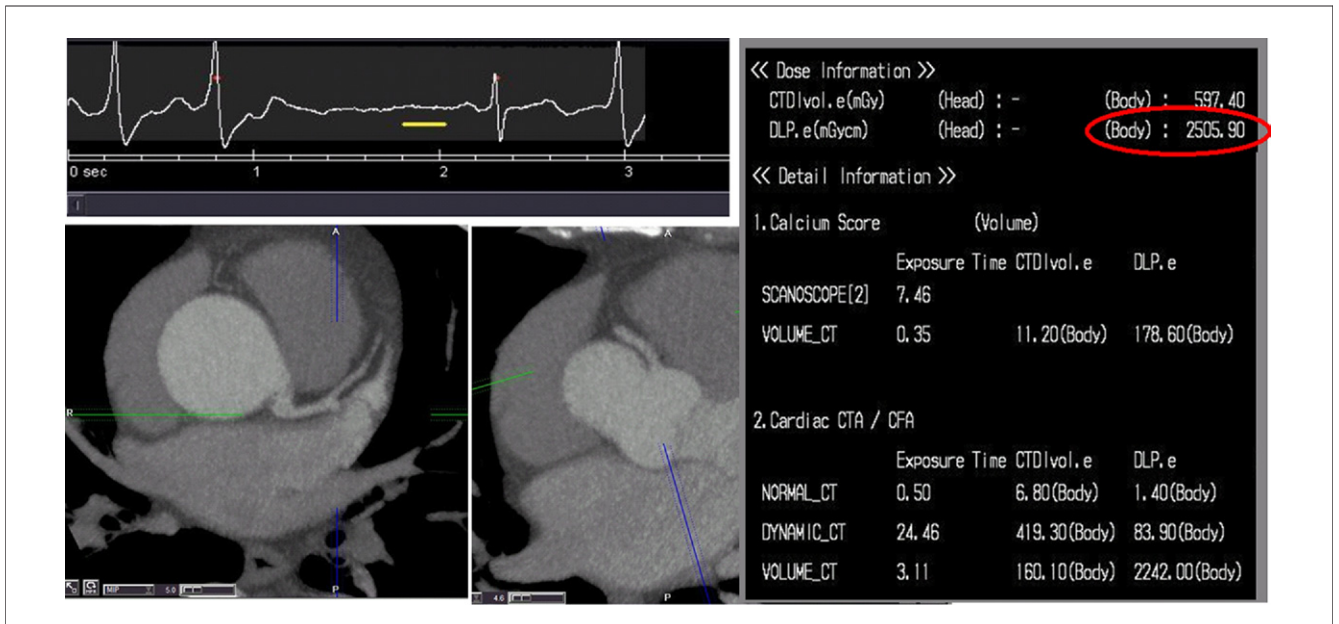 0 sec 1 2 3
A
R
P
MIP 5.0
A
P
4.6
<< Dose Information >>
CTDIvol.e(mGy) (Head) : - (Body) : 597.40
DLP.e(mGycm) (Head) : - (Body) : 2505.90
<< Detail Information >>
1.Calcium Score (Volume)
Exposure Time CTDIvol.e DLP.e
SCANOSCOPE[2] 7.46
VOLUME_CT 0.35 11.20(Body) 178.60(Body)
2.Cardiac CTA / CFA
Exposure Time CTDIvol.e DLP.e
NORMAL_CT 0.50 6.80(Body) 1.40(Body)
DYNAMIC_CT 24.46 419.30(Body) 83.90(Body)
VOLUME_CT 3.11 160.10(Body) 2242.00(Body)